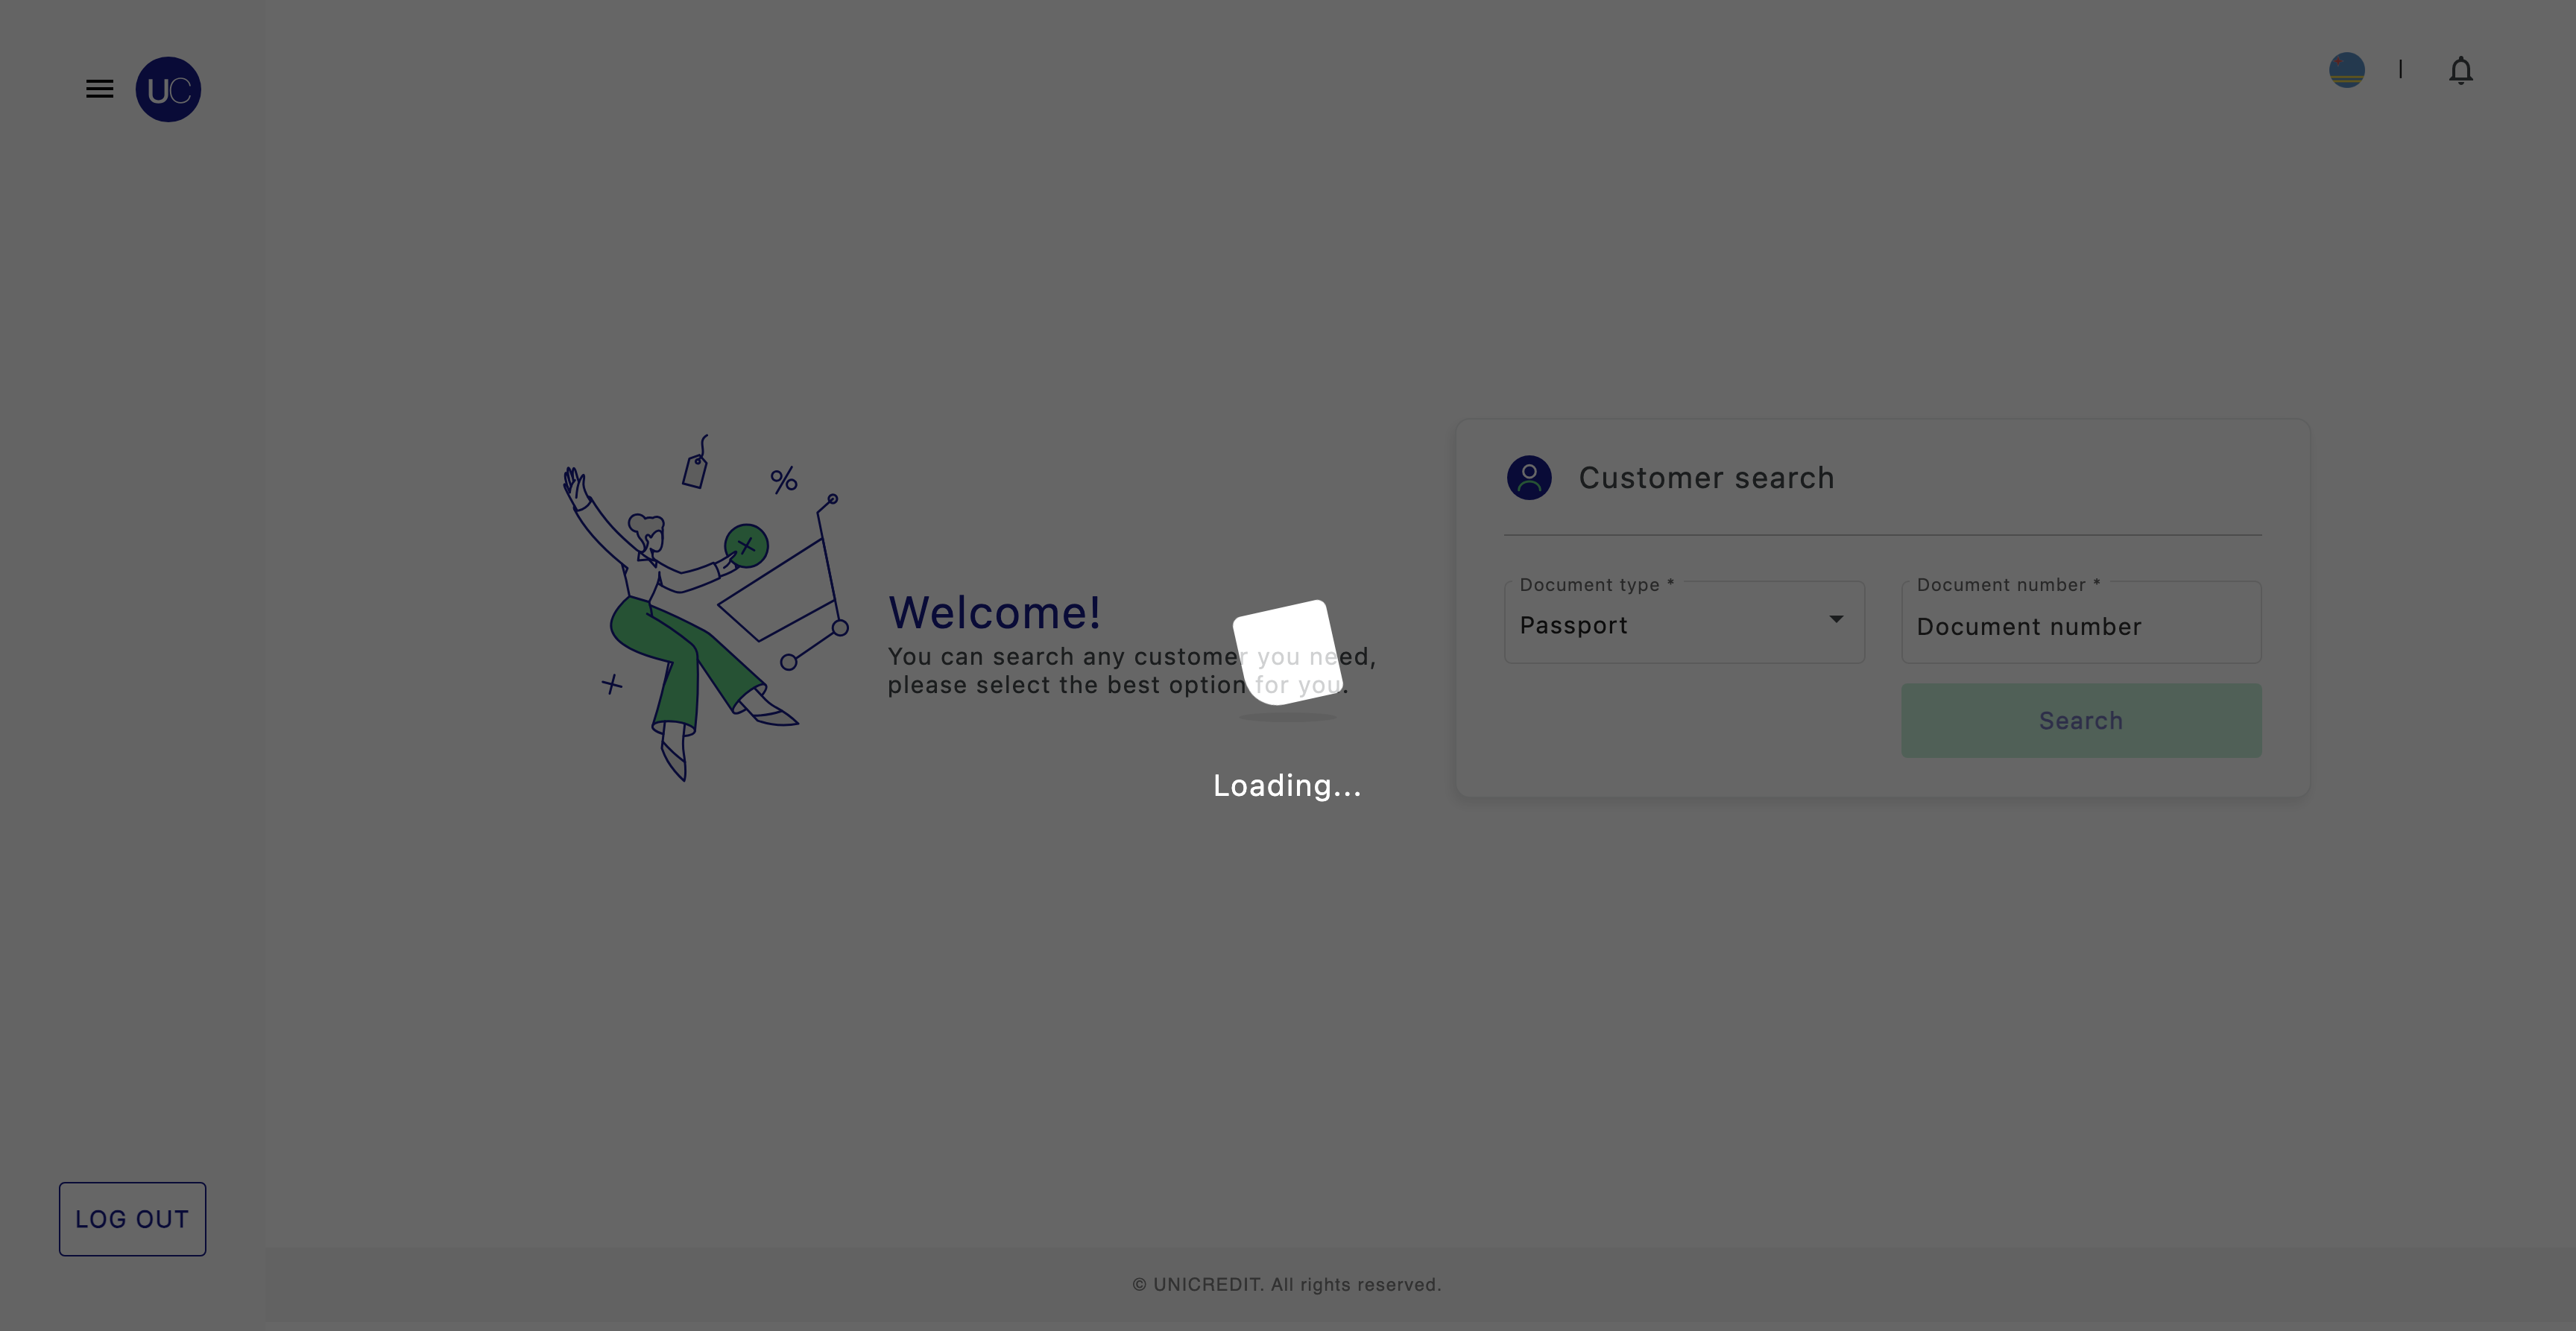 UC
Welcome!
You can search any customer you need,
please select the best option for you.
Loading...
Customer search
Document type *
Passport
Document number *
Document number
Search
LOG OUT
© UNICREDIT. All rights reserved.